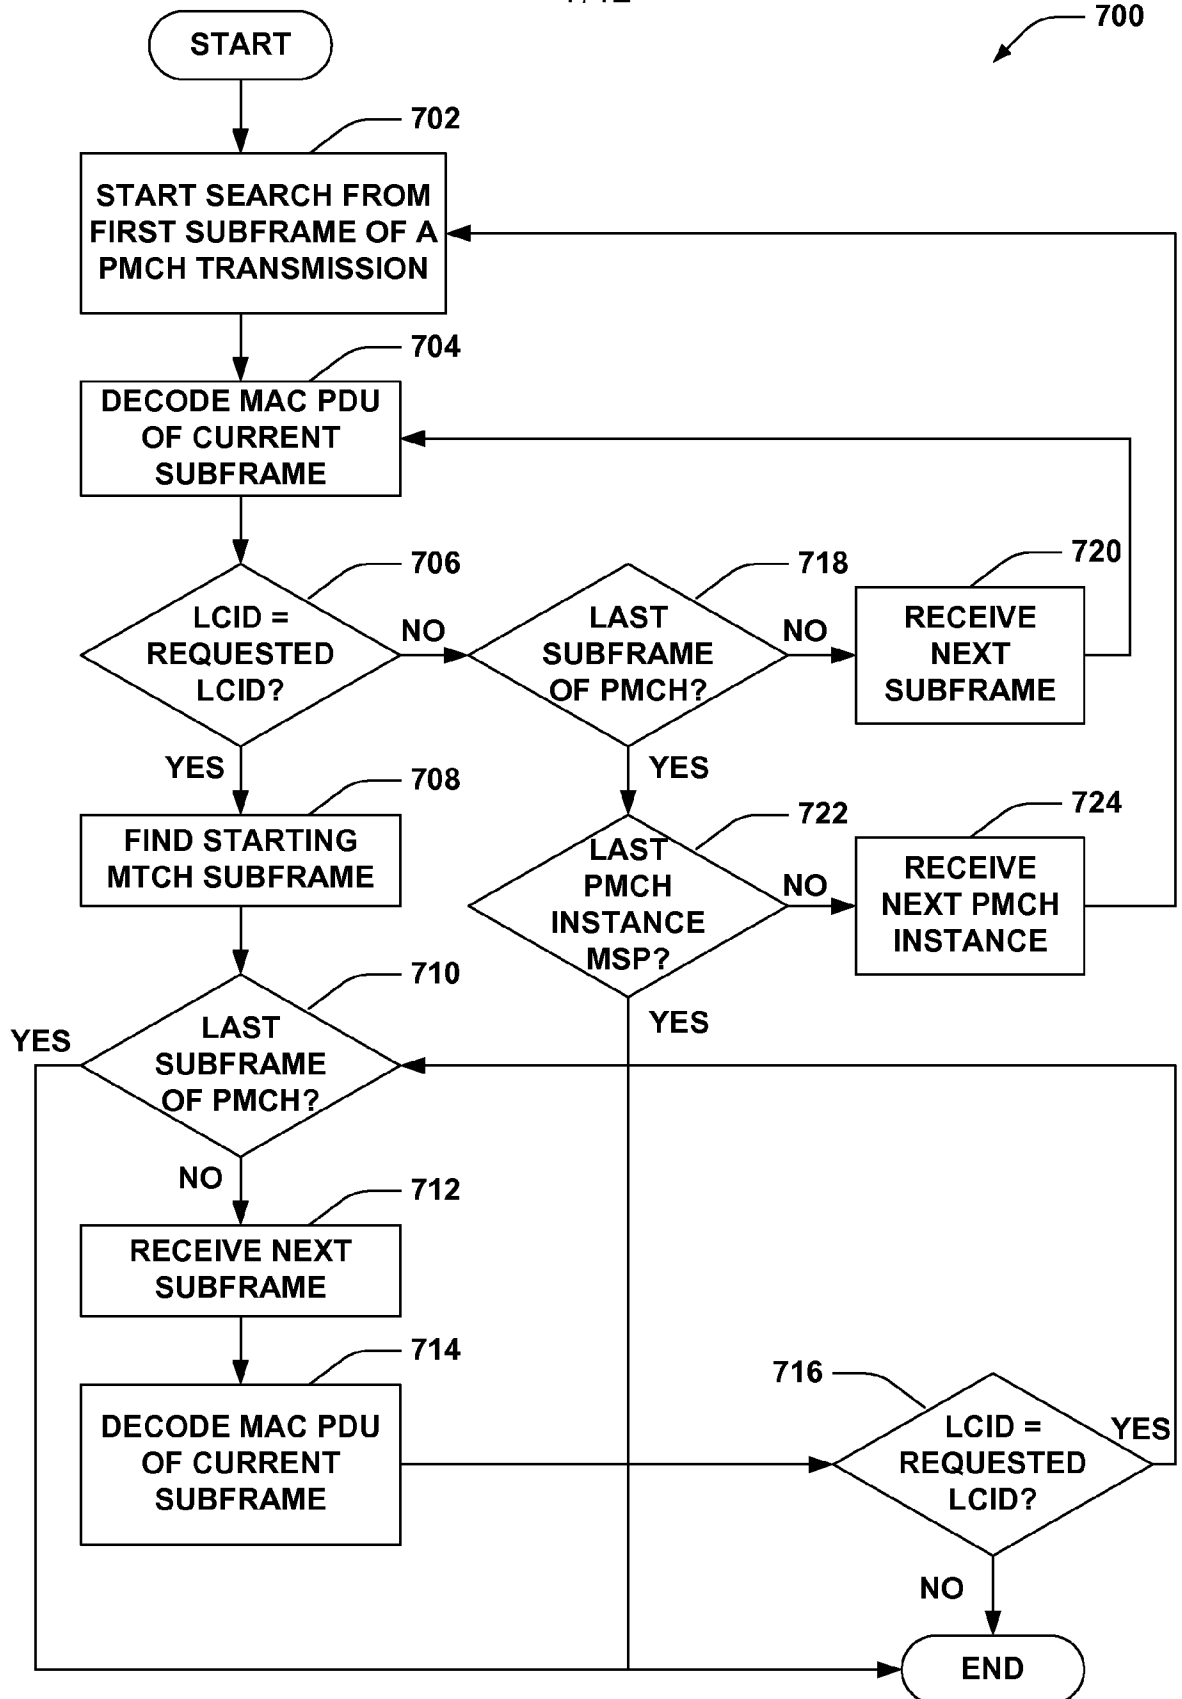 700
START
702
START SEARCH FROM
FIRST SUBFRAME OF A
PMCH TRANSMISSION
704
DECODE MAC PDU
OF CURRENT
SUBFRAME
706
LCID =
REQUESTED
LCID?
NO
YES
718
LAST
SUBFRAME
OF PMCH?
NO
YES
720
RECEIVE
NEXT
SUBFRAME
708
FIND STARTING
MTCH SUBFRAME
722
LAST
PMCH
INSTANCE
MSP?
NO
YES
724
RECEIVE
NEXT PMCH
INSTANCE
710
LAST
SUBFRAME
OF PMCH?
YES
NO
712
RECEIVE NEXT
SUBFRAME
714
DECODE MAC PDU
OF CURRENT
SUBFRAME
716
LCID =
REQUESTED
LCID?
YES
NO
END